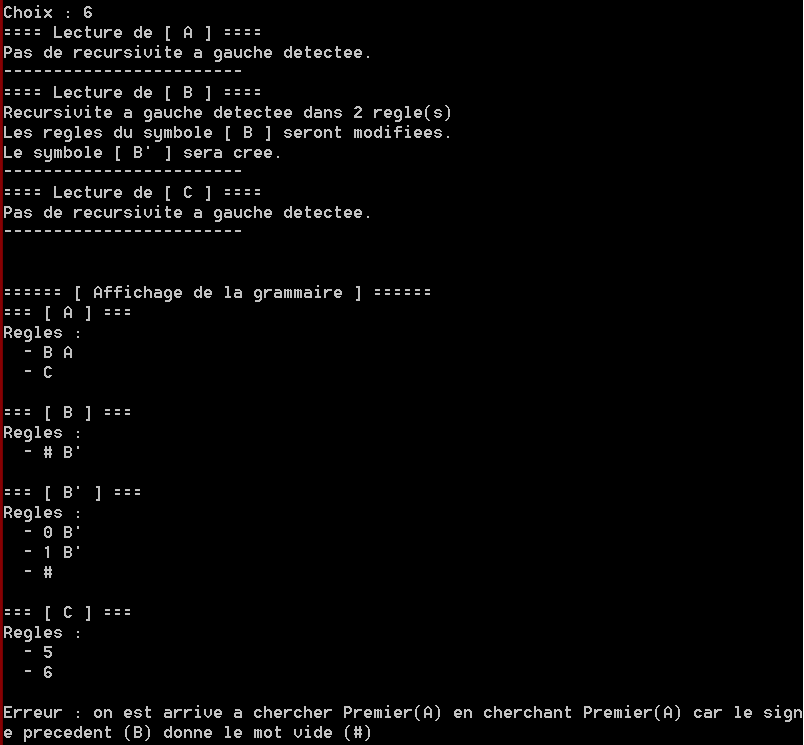 Choix : 6
==== Lecture de [ A ] ====
Pas de recursivite a gauche detectee.
------------------------
==== Lecture de [ B ] ====
Recursivite a gauche detectee dans 2 regle(s)
Les regles du symbole [ B ] seront modifiees.
Le symbole [ B' ] sera cree.
------------------------
==== Lecture de [ C ] ====
Pas de recursivite a gauche detectee.
------------------------
====== [ Affichage de la grammaire ] ======
=== [ A ] ===
Regles :
- B A
- C
=== [ B ] ===
Regles :
- # B'
=== [ B' ] ===
Regles :
- 0 B'
- 1 B'
- #
=== [ C ] ===
Regles :
- 5
- 6
Erreur : on est arrive a chercher Premier(A) en cherchant Premier(A) car le sign
e precedent (B) donne le mot vide (#)